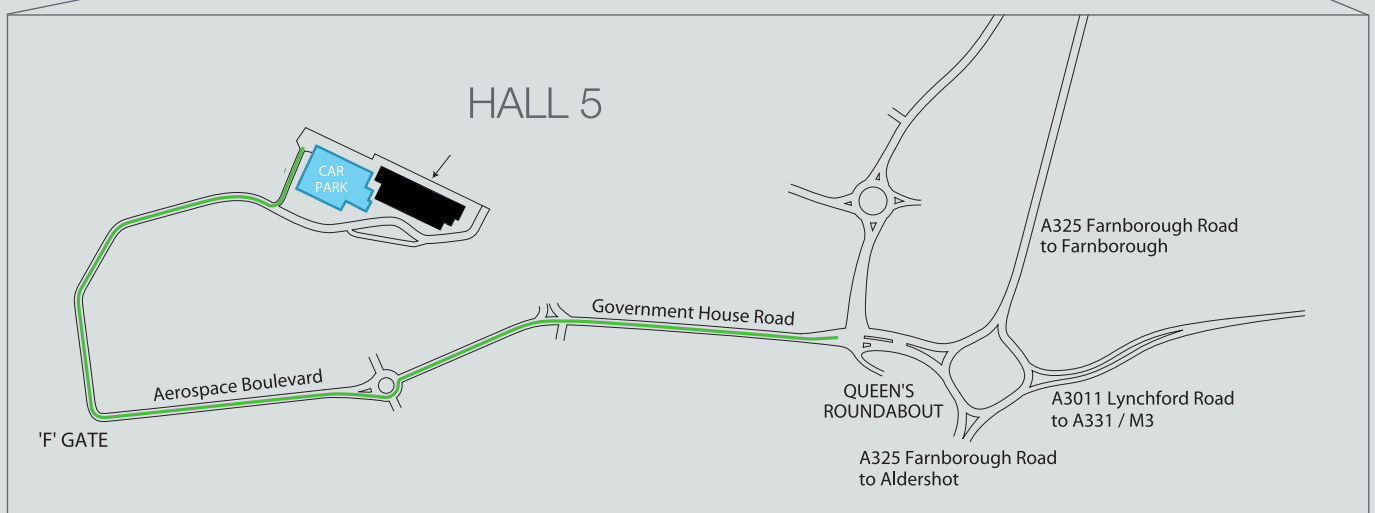 HALL 5
CAR
PARK
A325 Farnborough Road
to Farnborough
Government House Road
Aerospace Boulevard
QUEEN'S
ROUNDABOUT
A3011 Lynchford Road
to A331 / M3
'F' GATE
A325 Farnborough Road
to Aldershot